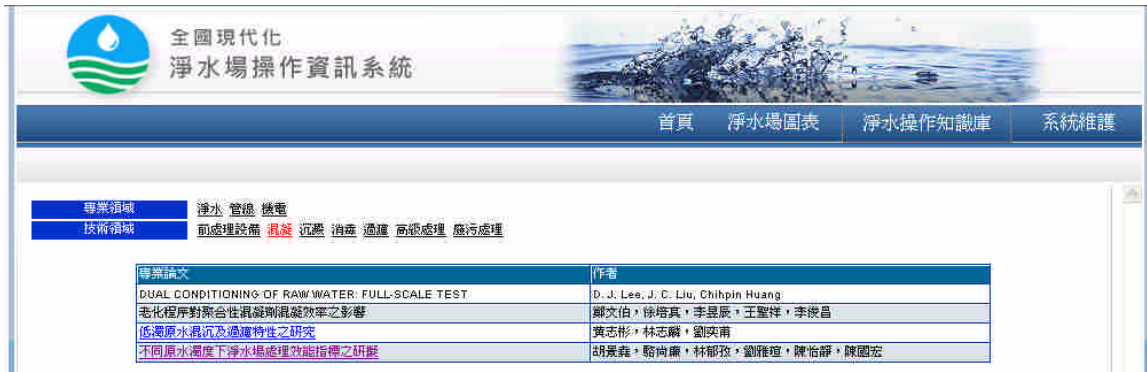 全國現代化
淨水場操作資訊系統
首頁 淨水場圖表 淨水操作知識庫 系統維護
專業領域 淨水 管線 機電
技術領域 前處理設備 混凝 沉澱 消毒 過濾 高級處理 廢污處理
專業論文 作者
DUAL CONDITIONING OF RAW WATER: FULL-SCALE TEST D. J. Lee, J. C. Liu, Chihpin Huang
老化程序對聚合性混凝劑混凝效率之影響 鄭文伯，徐培真，李昱辰，王聖祥，李俊昌
低濁原水混沉及過濾特性之研究 黃志彬，林志麟，劉奕甫
不同原水濁度下淨水場處理效能指標之研擬 胡景堯，駱尚廉，林郁孜，劉雅瑄，陳怡靜，陳國宏